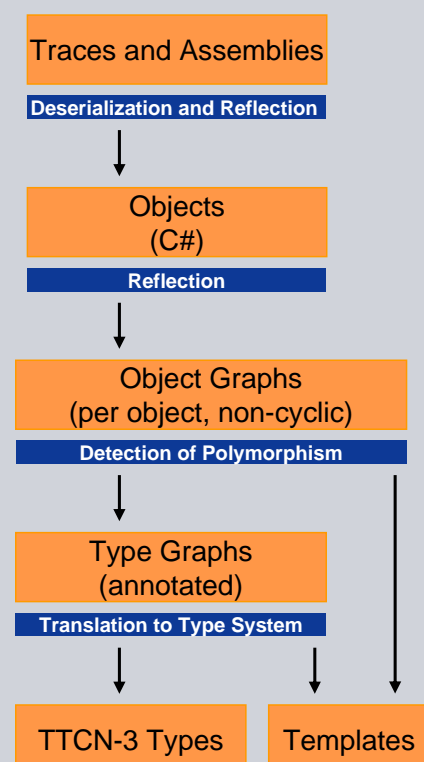 Traces and Assemblies
Deserialization and Reflection
Objects
(C#)
Reflection
Object Graphs
(per object, non-cyclic)
Detection of Polymorphism
Type Graphs
(annotated)
Translation to Type System
TTCN-3 Types
Templates